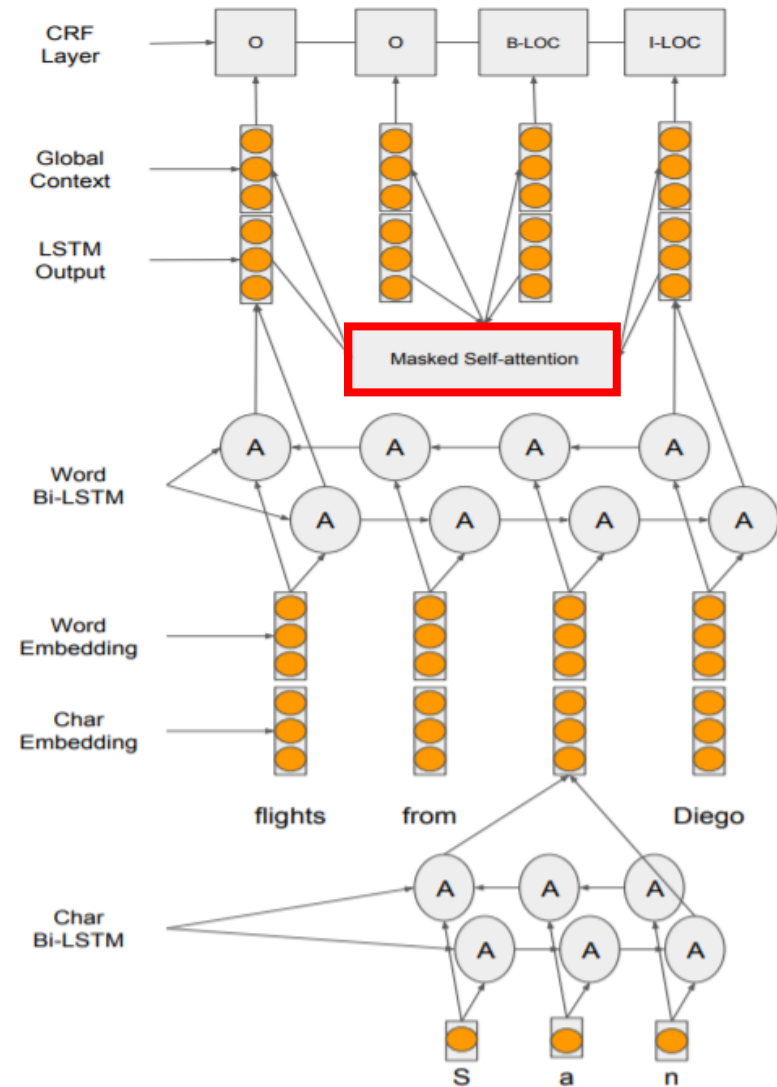 CRF
Layer
O
O
B-LOC
I-LOC
Global
Context
LSTM
Output
Masked Self-attention
A
A
A
A
Word
Bi-LSTM
A
A
A
A
Word
Embedding
Char
Embedding
flights
from
Diego
A
A
A
Char
Bi-LSTM
A
A
A
S
a
n